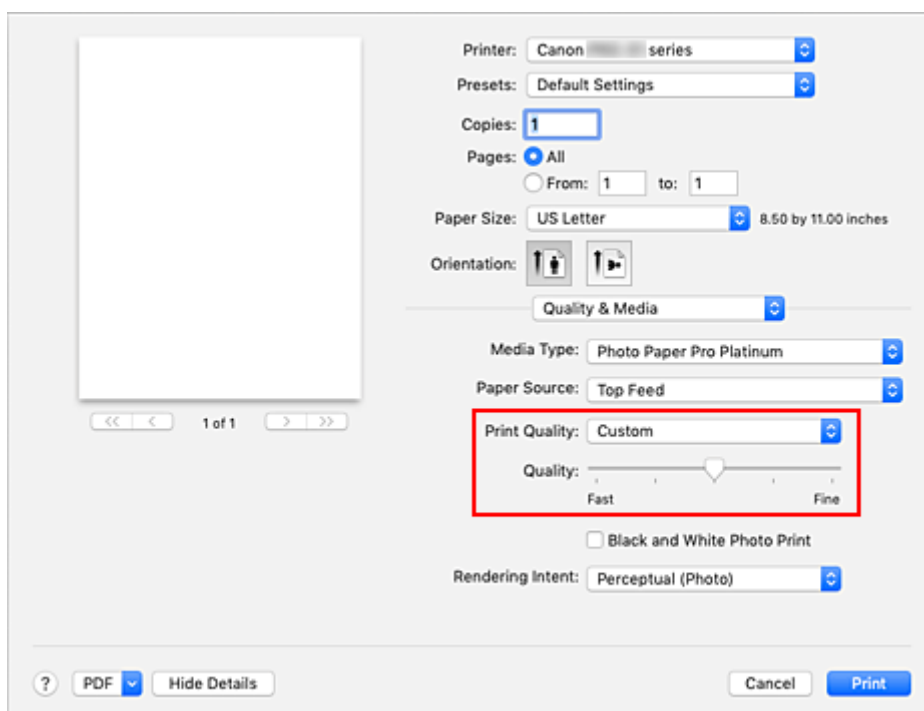 Printer: Canon series
Presets: Default Settings
Copies: 1
Pages: All
From: 1 to: 1
Paper Size: US Letter 8.50 by 11.00 inches
Orientation:
Quality & Media
Media Type: Photo Paper Pro Platinum
Paper Source: Top Feed
<< < 1 of 1 > >>
Print Quality: Custom
Quality:
Fast Fine
Black and White Photo Print
Rendering Intent: Perceptual (Photo)
? PDF Hide Details Cancel Print